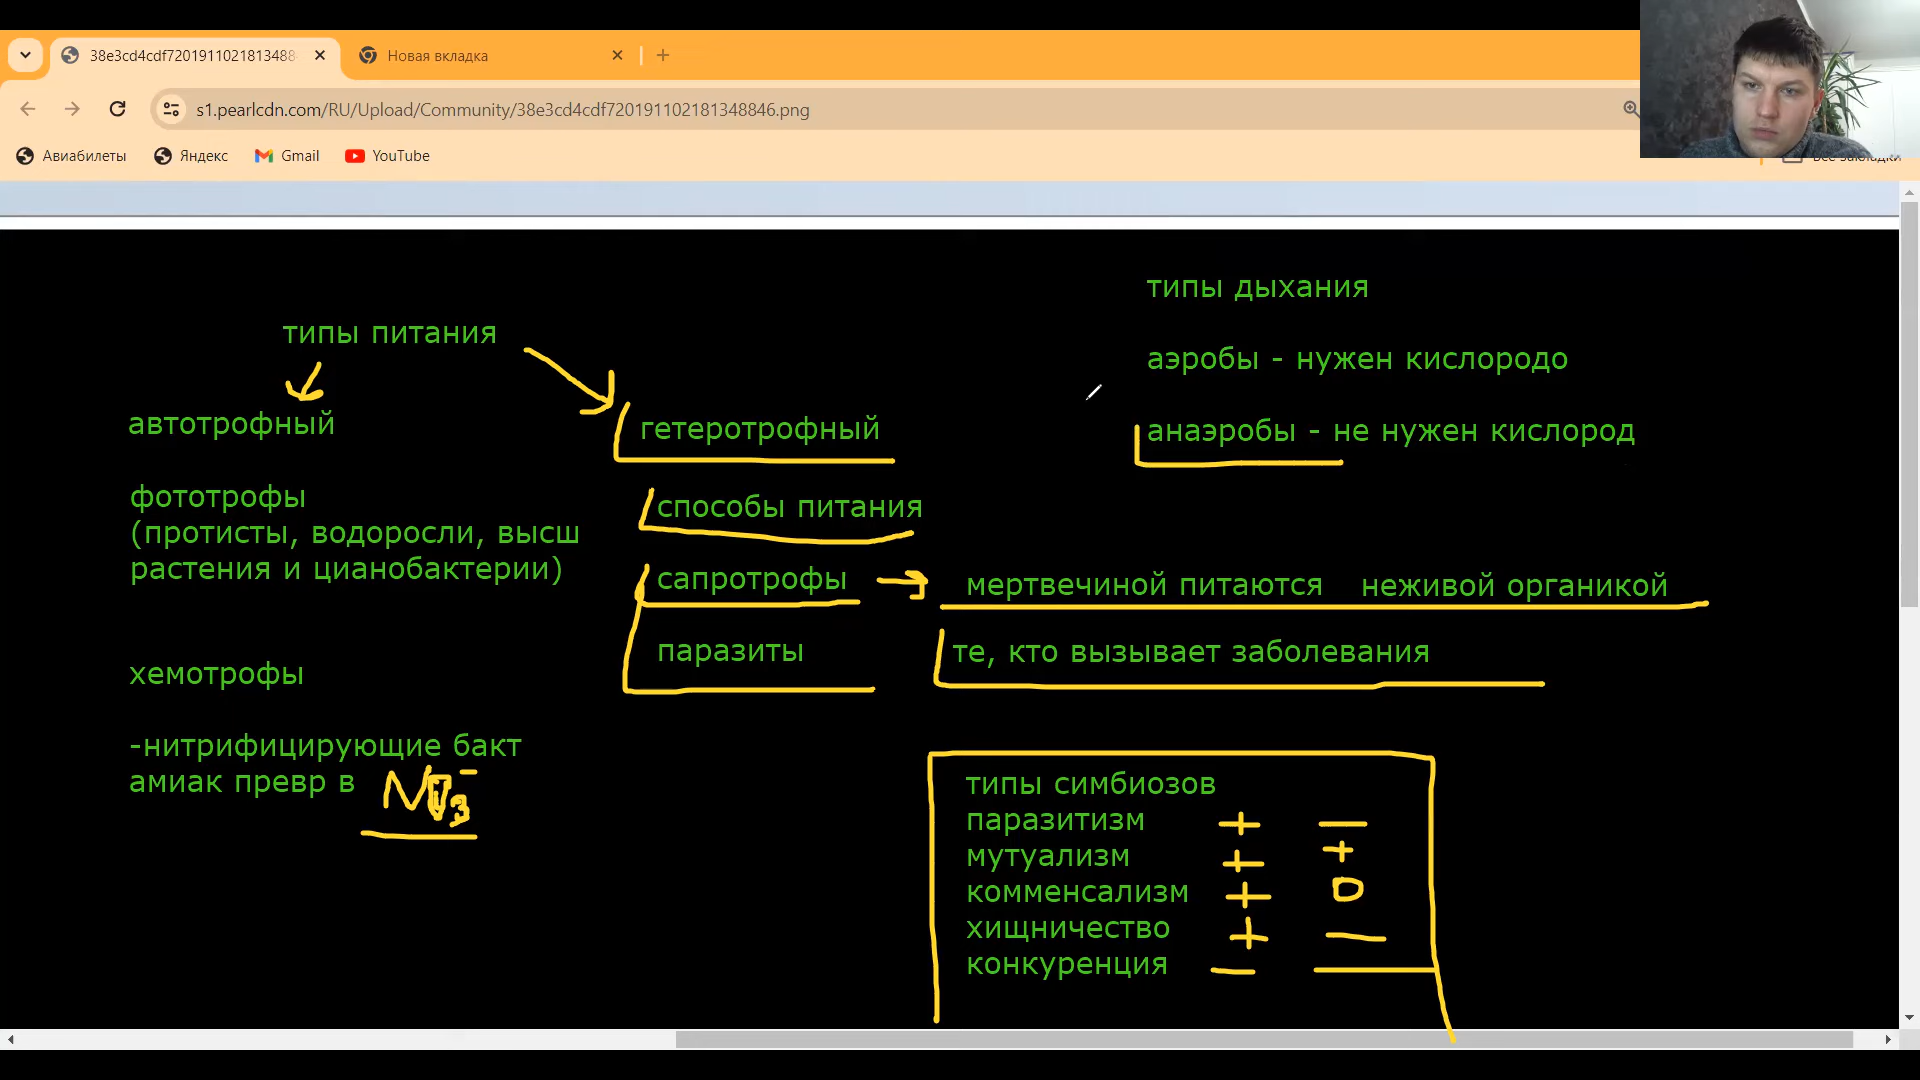 38e3cd4cdf7201911021813488
Новая вкладка
s1.pearlcdn.com/RU/Upload/Community/38e3cd4cdf720191102181348846.png
Авиабилеты
Яндекс
Gmail
YouTube
Все закладки
типы питания
автотрофный
фототрофы
(протисты, водоросли, высш
растения и цианобактерии)
хемотрофы
-нитрифицирующие бакт
амиак превр в
гетеротрофный
способы питания
сапротрофы
мертвечиной питаются неживой органикой
паразиты
те, кто вызывает заболевания
типы дыхания
аэробы - нужен кислородо
анаэробы - не нужен кислород
типы симбиозов
паразитизм + —
мутуализм + +
комменсализм + 0
хищничество + —
конкуренция — —